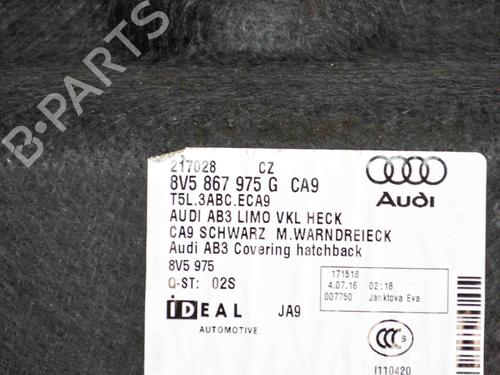 B-PARTS
217028 CZ
8V5 867 975 G CA9
T5L.3ABC.ECA9
AUDI AB3 LIMO VKL HECK
CA9 SCHWARZ M.WARNDREIECK
Audi AB3 Covering hatchback
8V5 975
Q-ST: 02S
Audi
171518
4.07.16 02:18
007750 Janktova Eva
iDEAL JA9
AUTOMOTIVE
CCC S
I110420